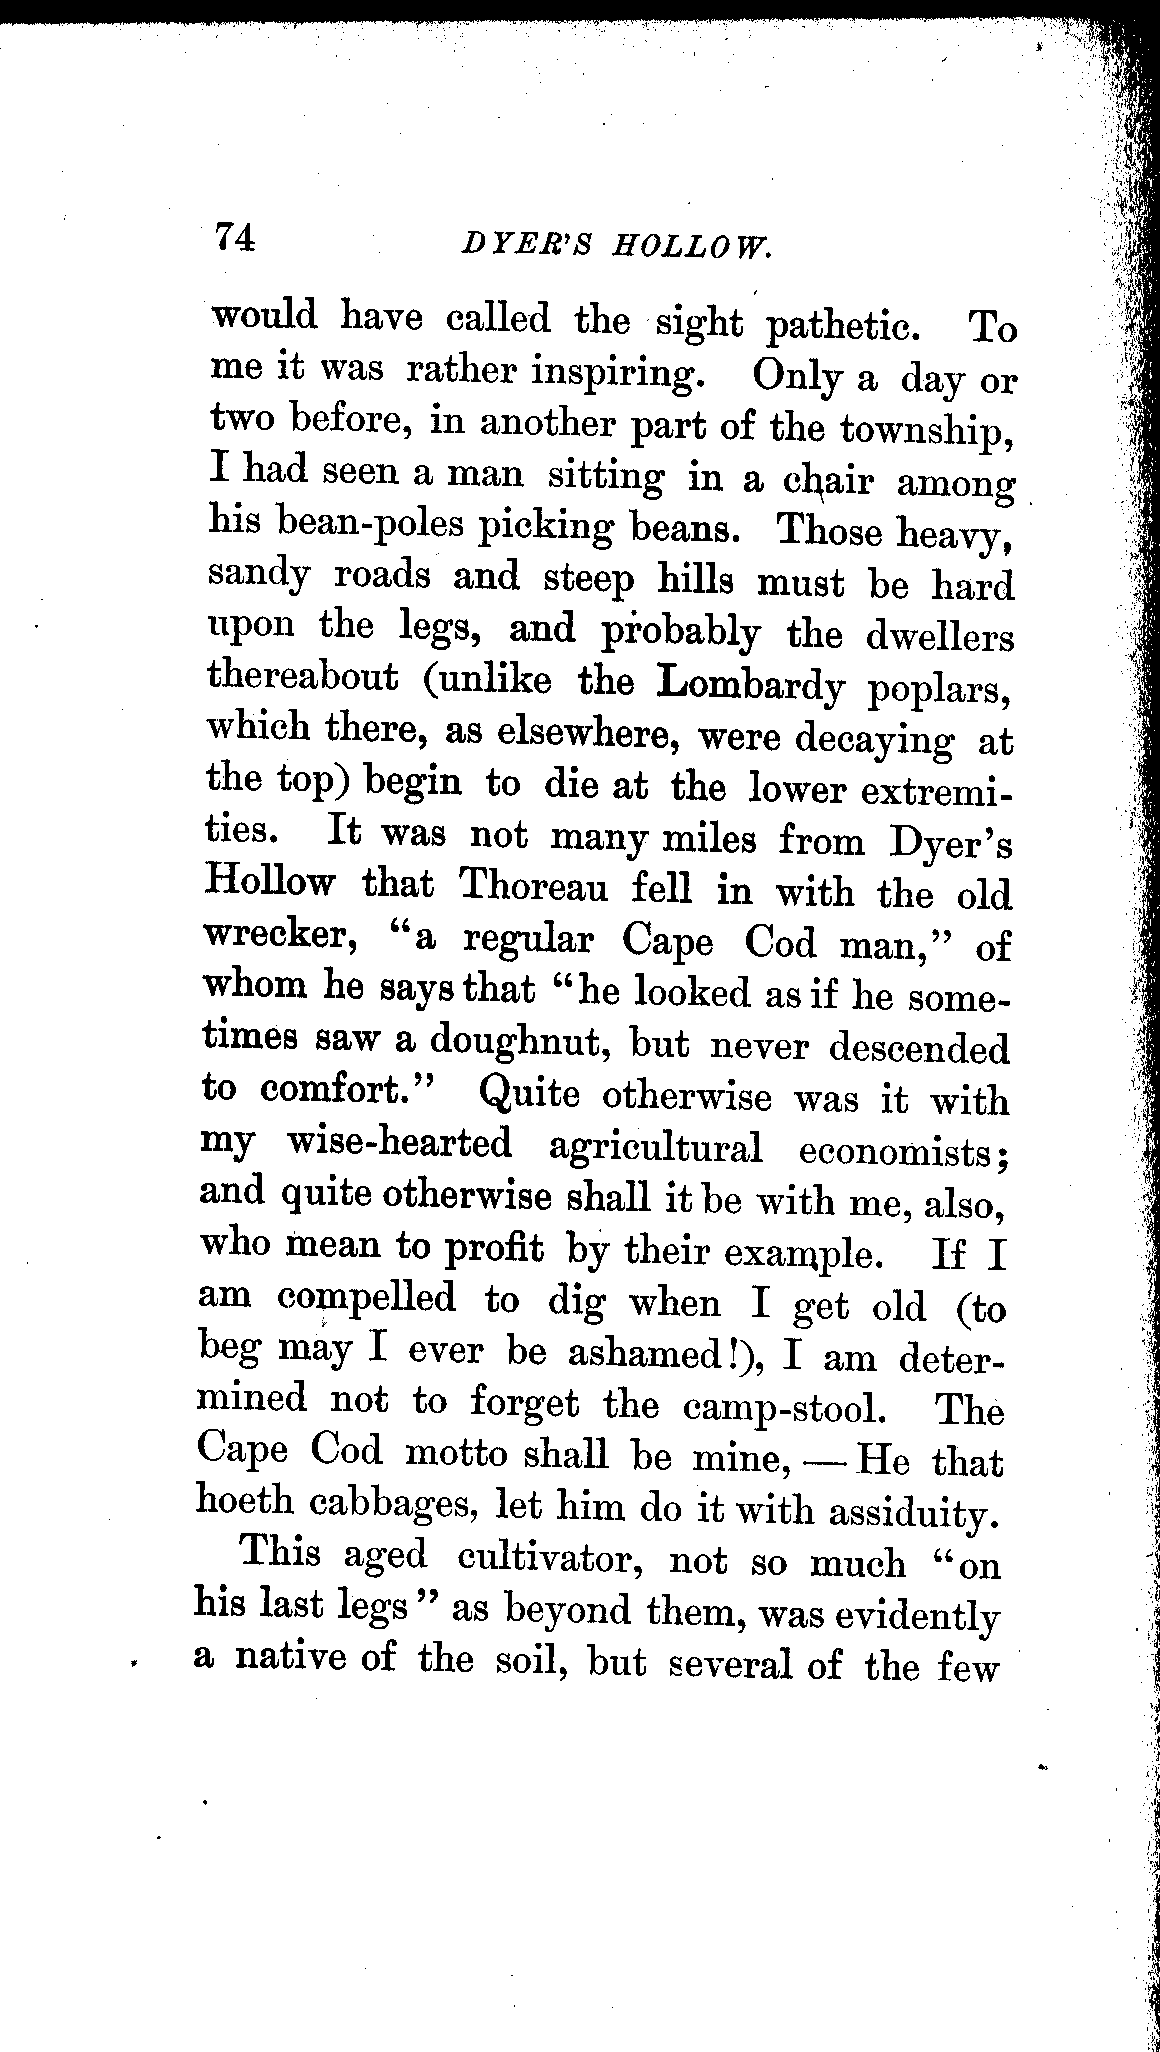 74 DYER'S HOLLOW.
would have called the sight pathetic. To
me it was rather inspiring. Only a day or
two before, in another part of the township,
I had seen a man sitting in a chair among
his bean-poles picking beans. Those heavy,
sandy roads and steep hills must be hard
upon the legs, and probably the dwellers
thereabout (unlike the Lombardy poplars,
which there, as elsewhere, were decaying at
the top) begin to die at the lower extremi-
ties. It was not many miles from Dyer's
Hollow that Thoreau fell in with the old
wrecker, "a regular Cape Cod man," of
whom he says that "he looked as if he some-
times saw a doughnut, but never descended
to comfort." Quite otherwise was it with
my wise-hearted agricultural economists;
and quite otherwise shall it be with me, also,
who mean to profit by their example. If I
am compelled to dig when I get old (to
beg may I ever be ashamed!), I am deter-
mined not to forget the camp-stool. The
Cape Cod motto shall be mine, — He that
hoeth cabbages, let him do it with assiduity.
This aged cultivator, not so much "on
his last legs" as beyond them, was evidently
a native of the soil, but several of the few